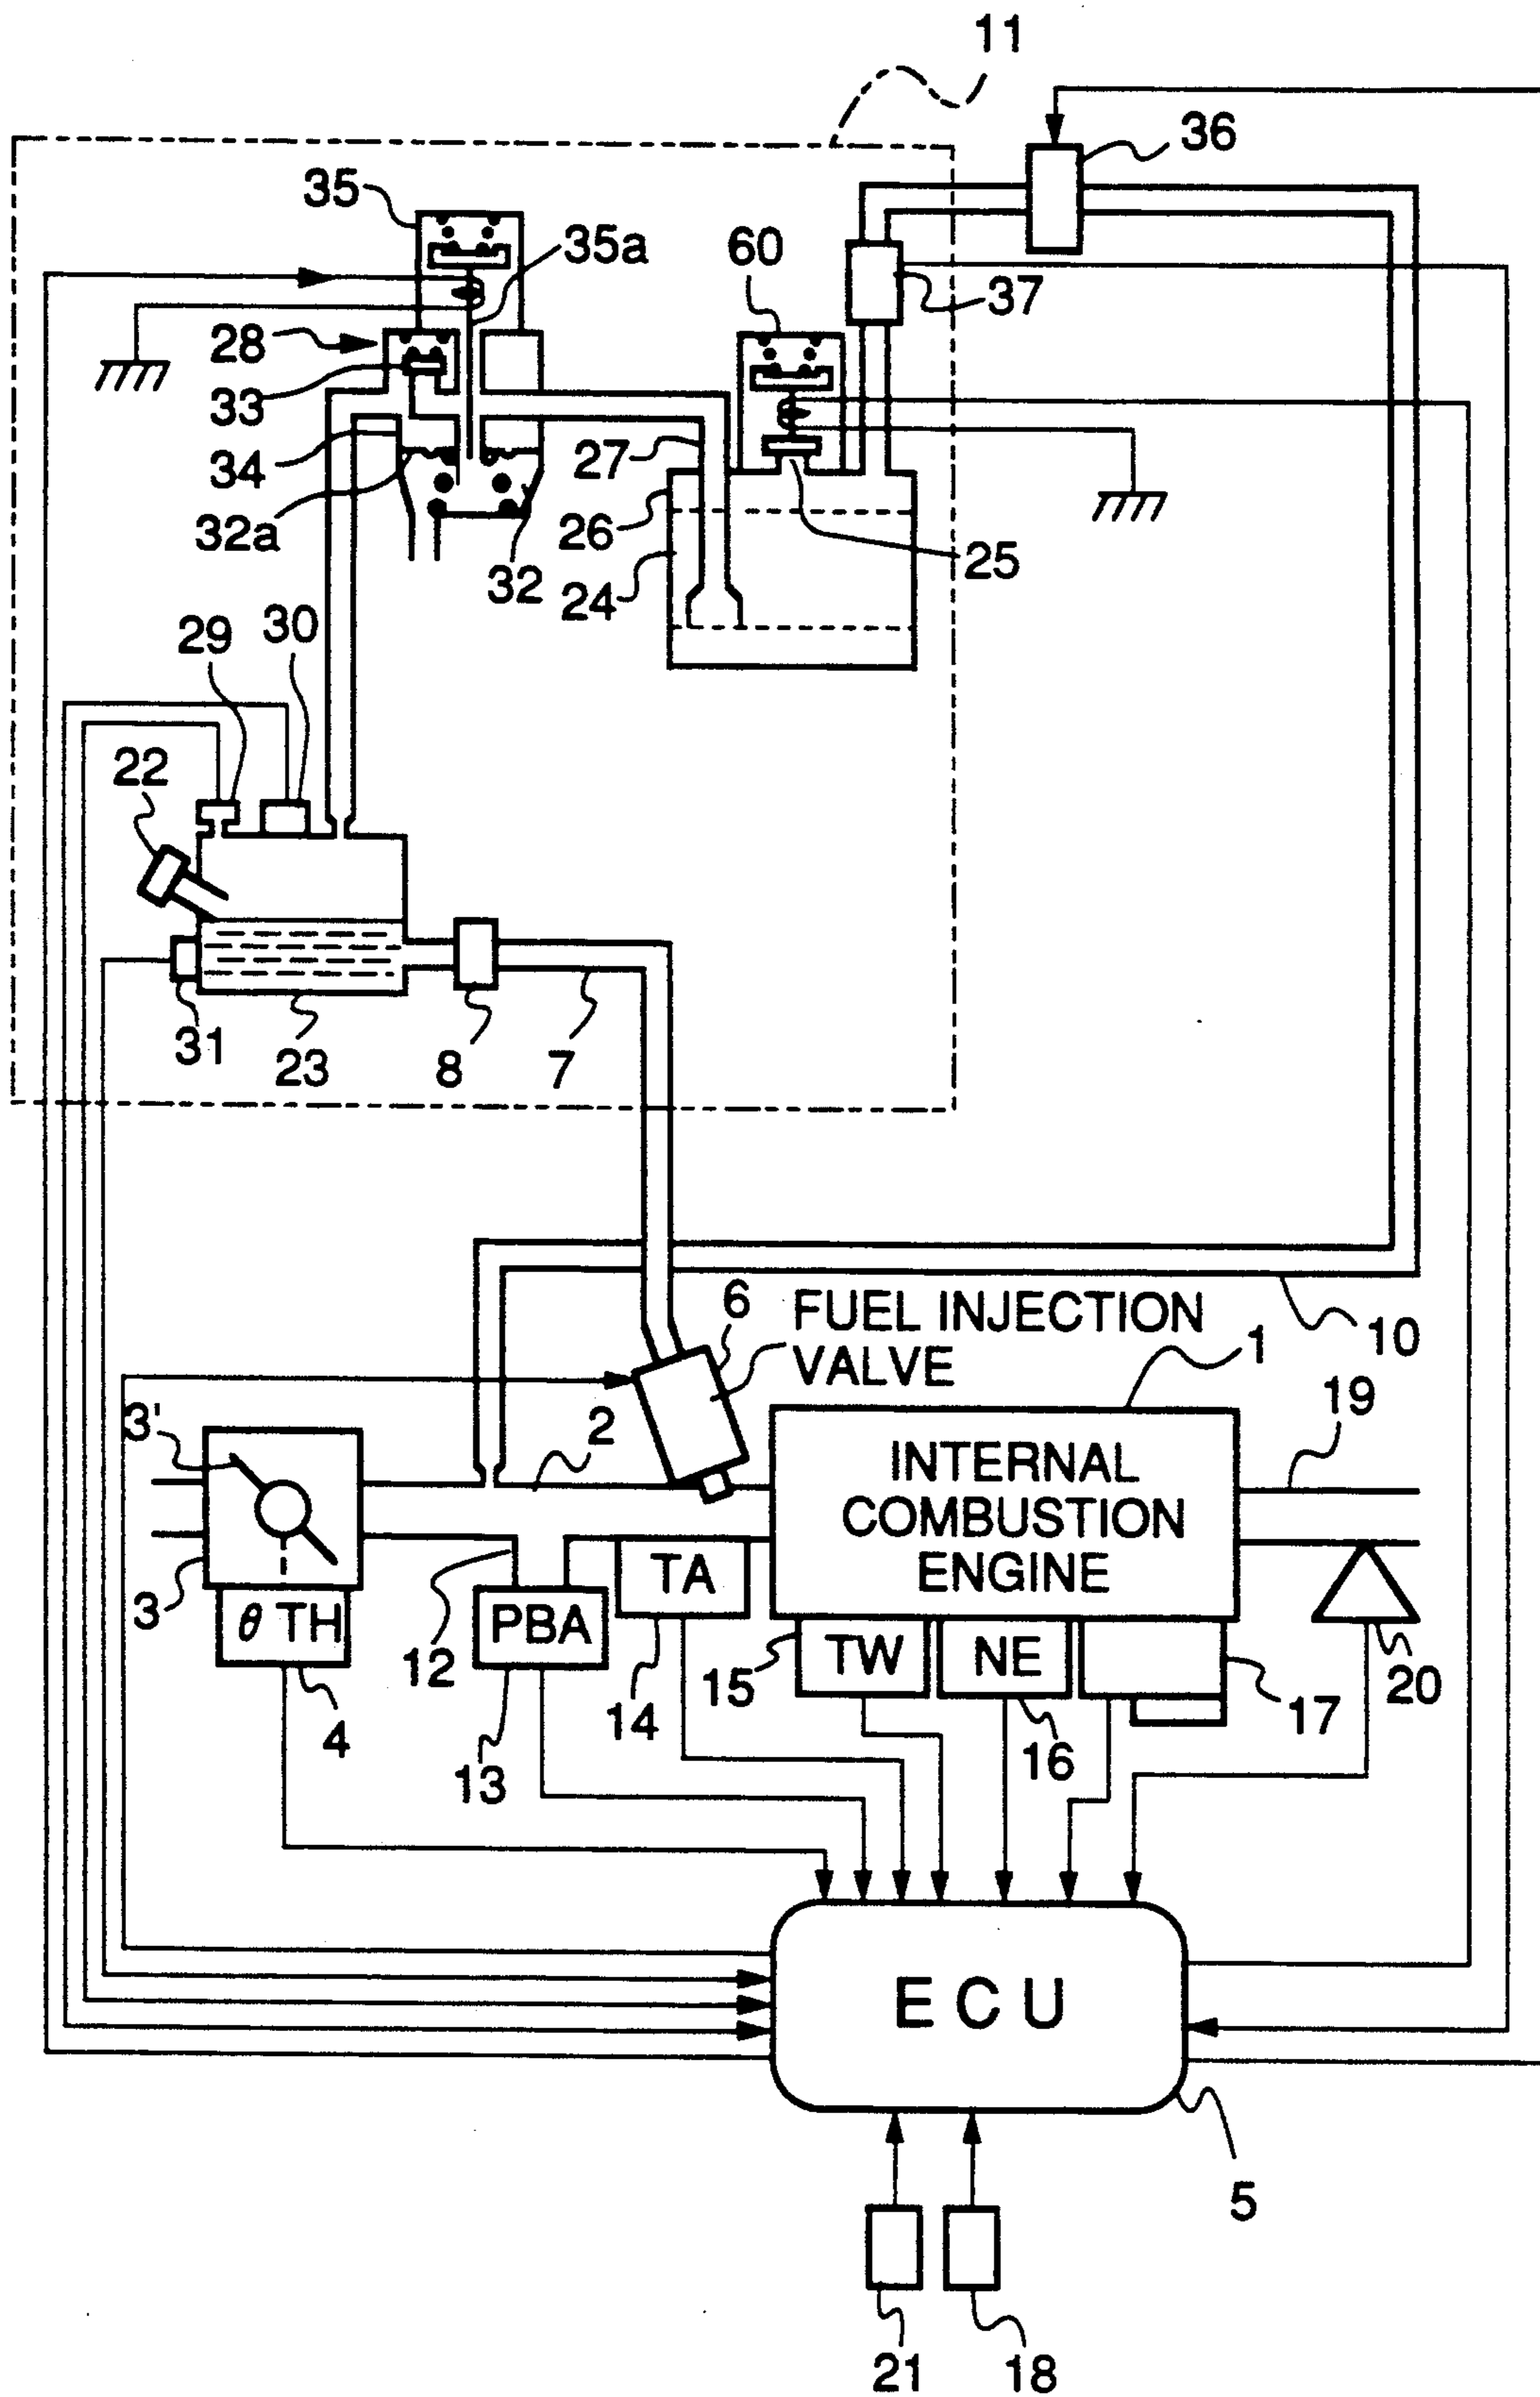 11
36
35
35a
60
37
28
33
34
27
32a
26
25
32
24
30
29
22
31
23
8
7
6
FUEL INJECTION
VALVE
1
10
19
3'
2
INTERNAL
COMBUSTION
ENGINE
3
θ TH
12
PBA
TA
TW
NE
15
14
4
13
16
17
20
E C U
5
21
18